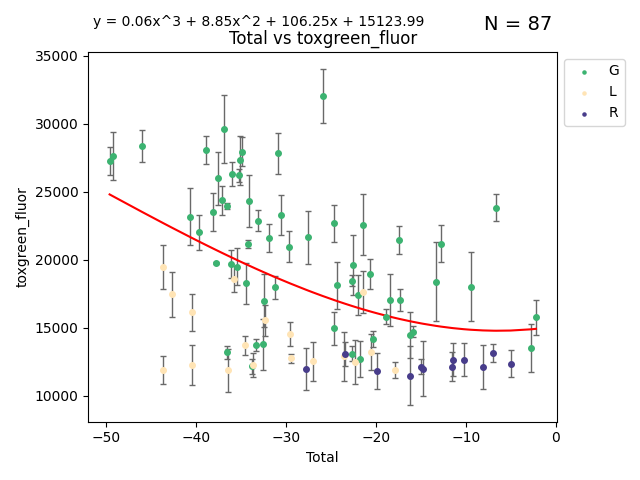 y = 0.06x^3 + 8.85x^2 + 106.25x + 15123.99
N = 87
Total vs toxgreen_fluor
35000
30000
25000
20000
15000
10000
toxgreen_fluor
−50
−40
−30
−20
−10
0
Total
G
L
R